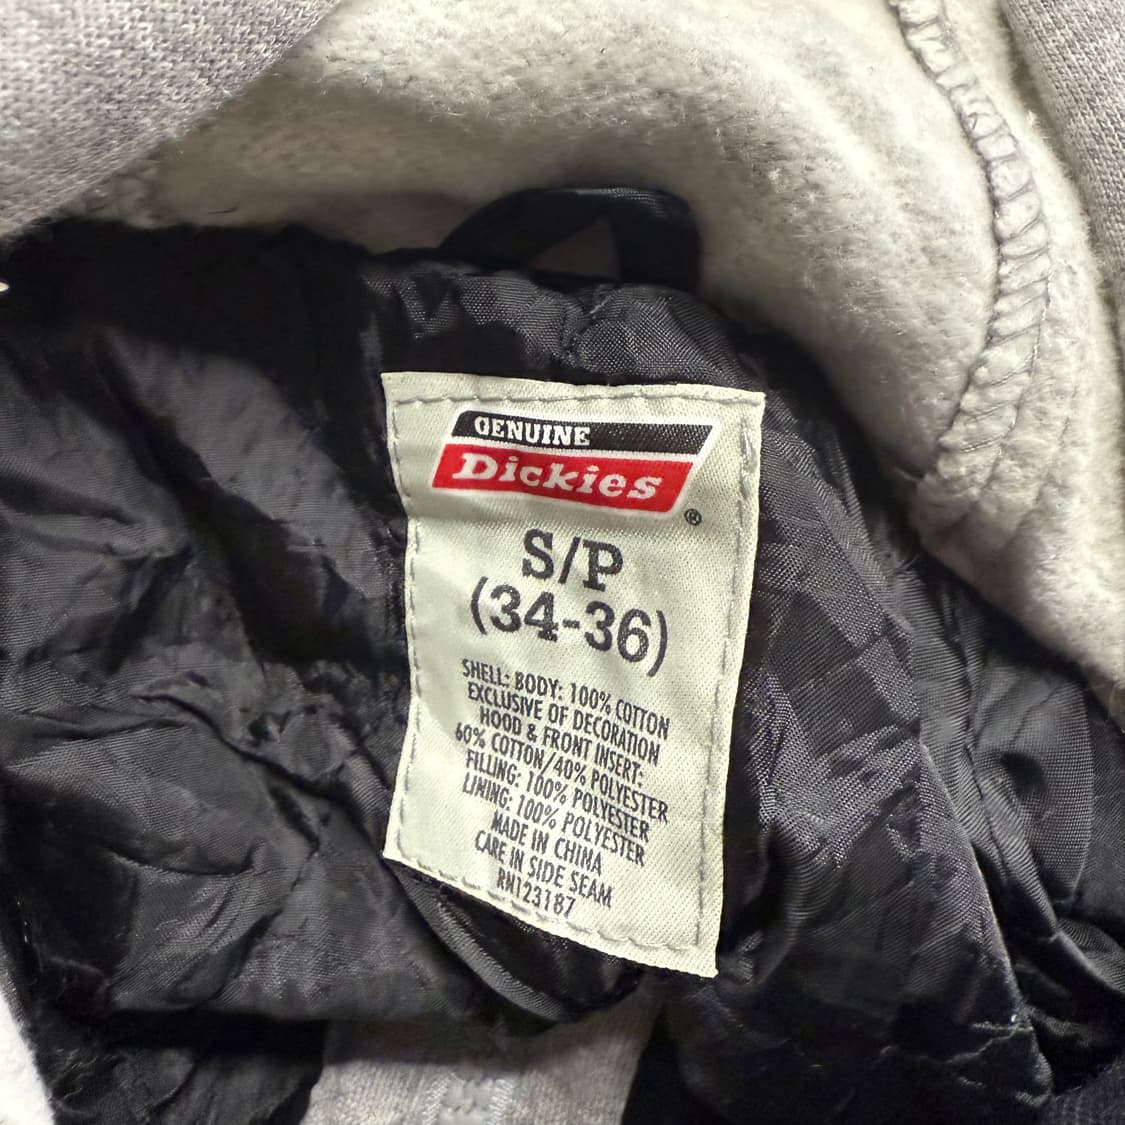 GENUINE
Dickies
®
S/P
(34-36)
SHELL: BODY: 100% COTTON
EXCLUSIVE OF DECORATION
HOOD & FRONT INSERT:
60% COTTON/40% POLYESTER
FILLING: 100% POLYESTER
LINING: 100% POLYESTER
MADE IN CHINA
CARE IN SIDE SEAM
RN123187